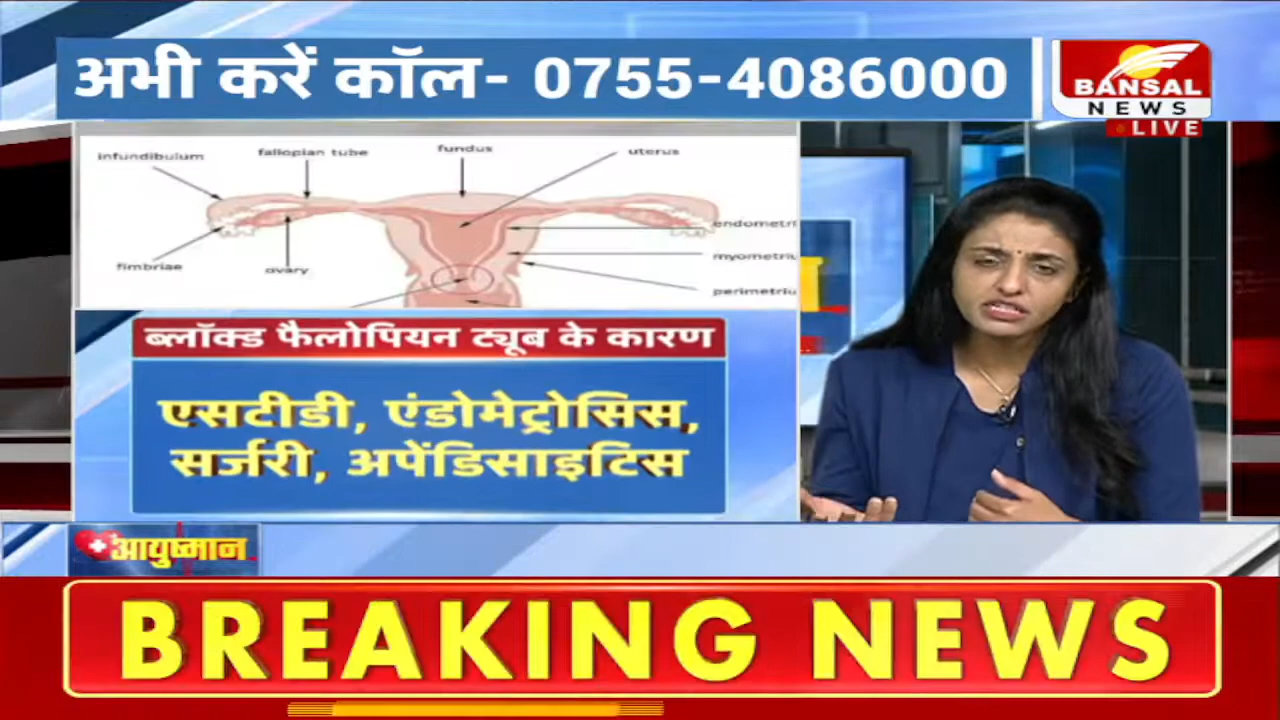 अभी करें कॉल- 0755-4086000
BANSAL
NEWS
LIVE
infundibulum
fallopian tube
fundus
uterus
endometri
myometriu
perimetriu
fimbriae
ovary
ब्लॉक्ड फैलोपियन ट्यूब के कारण
एसटीडी, एंडोमेट्रोसिस,
सर्जरी, अपेंडिसाइटिस
आयुष्मान
BREAKING NEWS